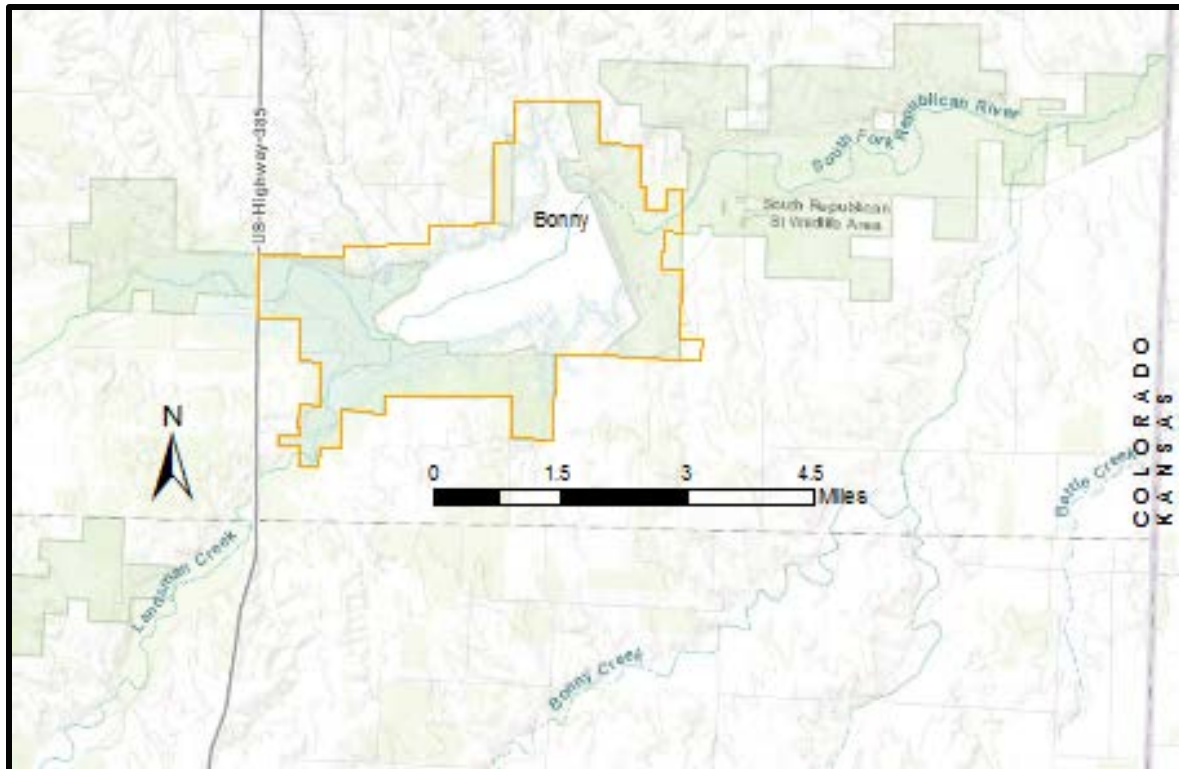 US-Highway-385
South Fork Republican River
Bonny
South Republican
St Wildlife Area
N
0 1.5 3 4.5
Miles
COLORADO
KANSAS
Battle Creek
Landsman Creek
Bonny Creek